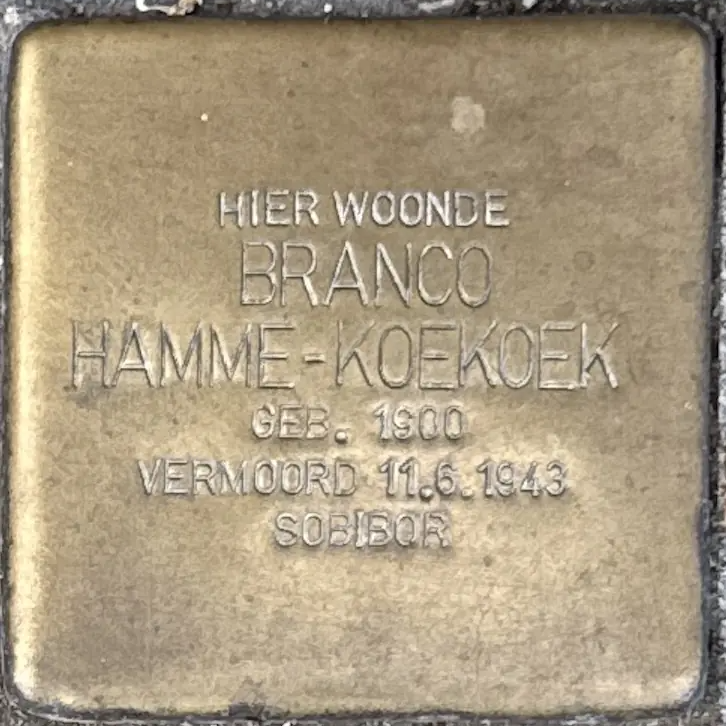 HIER WOONDE
BRANCO
HAMME-KOEKOEK
GEB. 1900
VERMOORD 11.6.1943
SOBIBOR